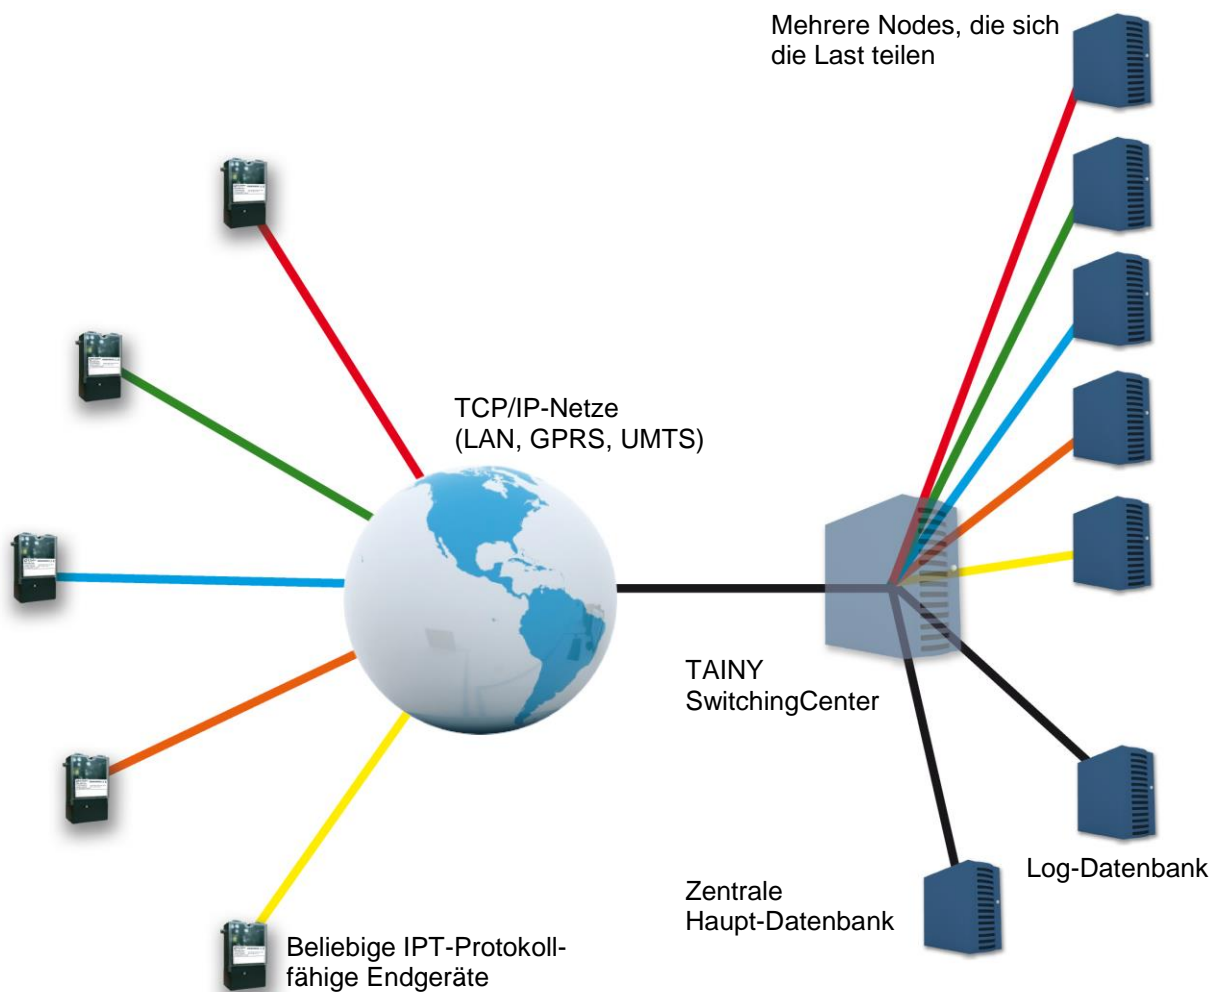 Mehrere Nodes, die sich
die Last teilen
TCP/IP-Netze
(LAN, GPRS, UMTS)
TAINY
SwitchingCenter
Log-Datenbank
Zentrale
Haupt-Datenbank
Beliebige IPT-Protokoll-
fähige Endgeräte